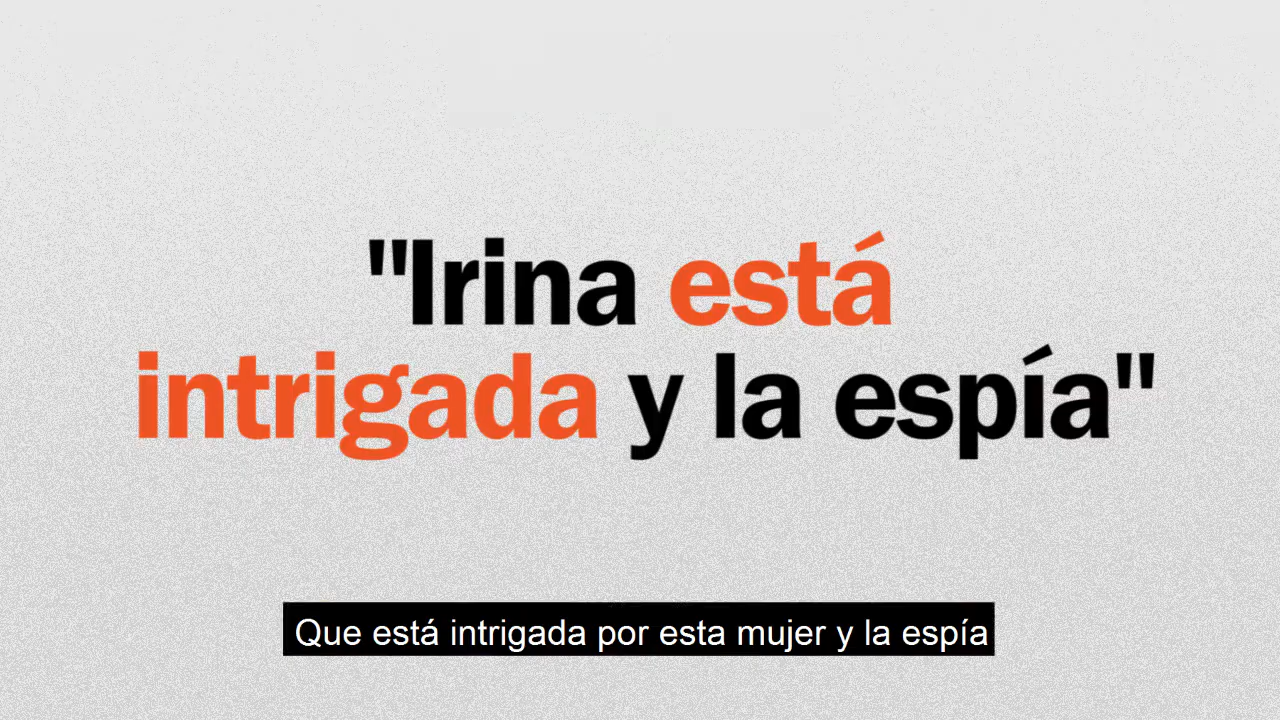 "Irina está
intrigada y la espía"
Que está intrigada por esta mujer y la espía